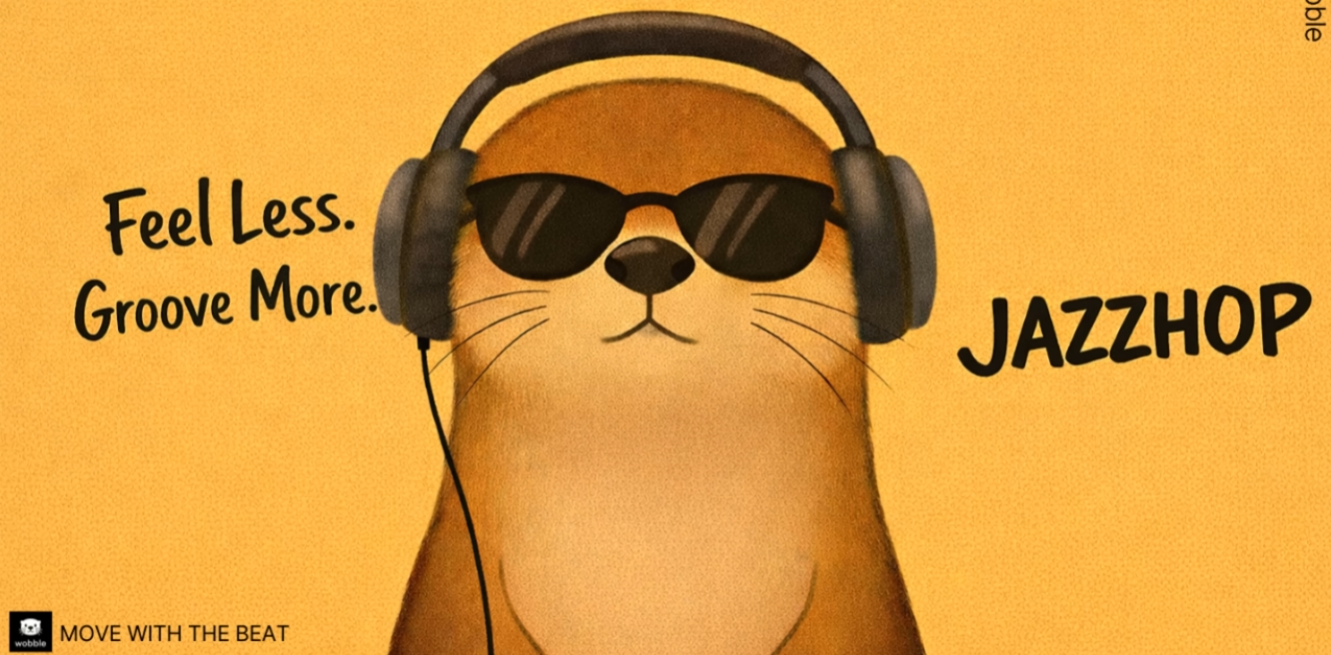 Feel Less.
Groove More.
JAZZHOP
wobble
MOVE WITH THE BEAT